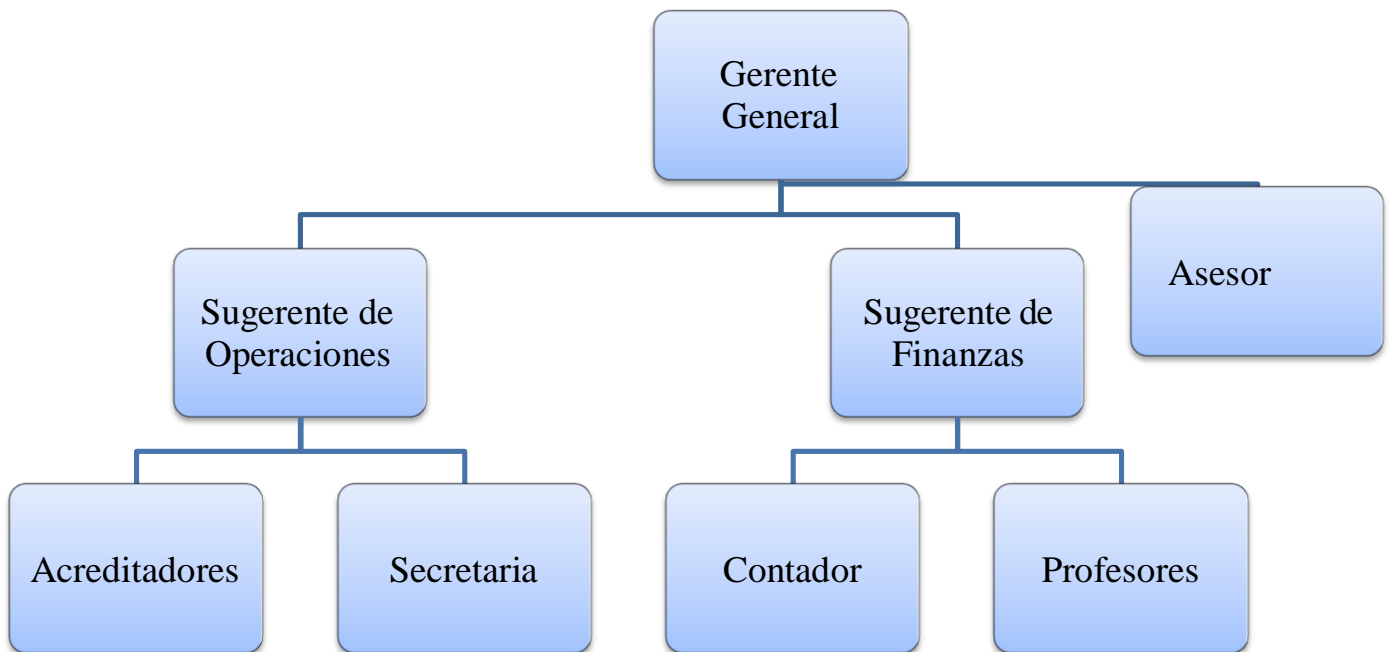 Gerente
General
Asesor
Sugerente de
Operaciones
Sugerente de
Finanzas
Acreditadores
Secretaria
Contador
Profesores